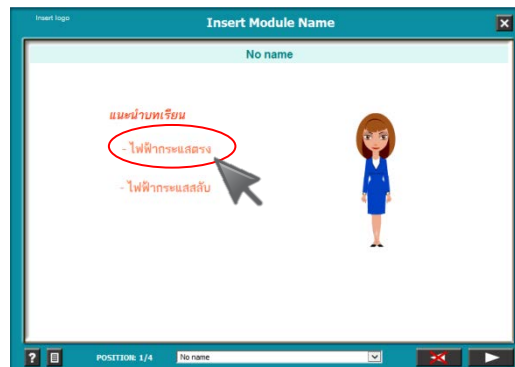 Insert logo
Insert Module Name
No name
แนะนำบทเรียน
- ไฟฟ้ากระแสตรง
- ไฟฟ้ากระแสสลับ
? POSITION: 1/4 No name